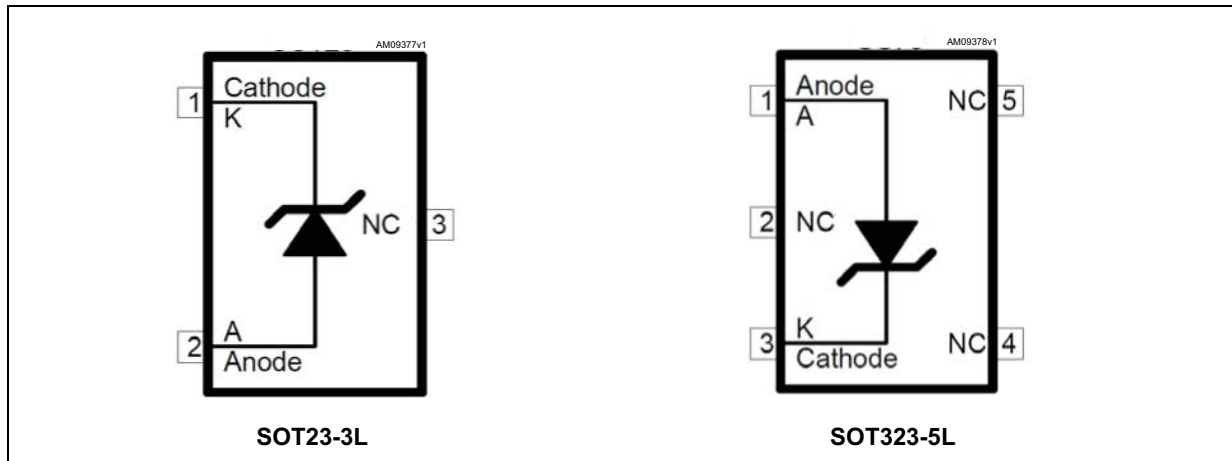 AM09377v1
1
Cathode
K
NC
3
2
A
Anode
SOT23-3L
AM09378v1
1
Anode
A
NC
5
2
NC
3
K
Cathode
NC
4
SOT323-5L